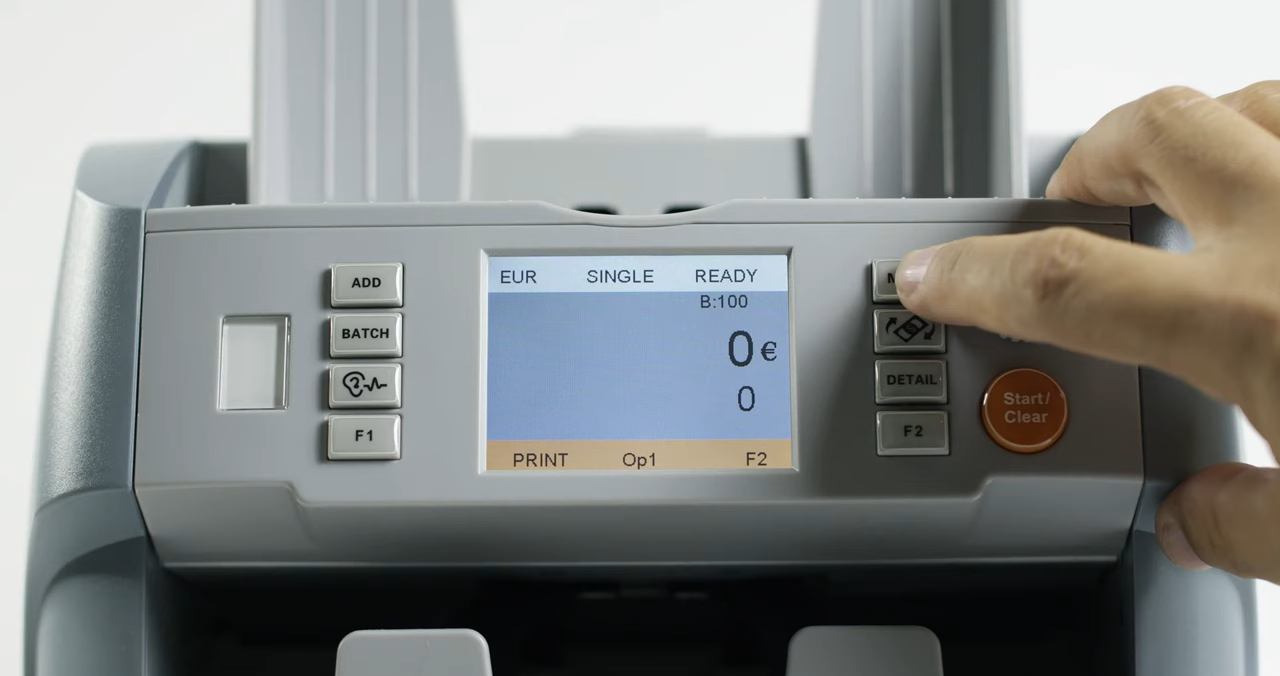 ADD
BATCH
F1
EUR SINGLE READY
B:100
0 €
0
PRINT Op1 F2
DETAIL
F2
Start/
Clear